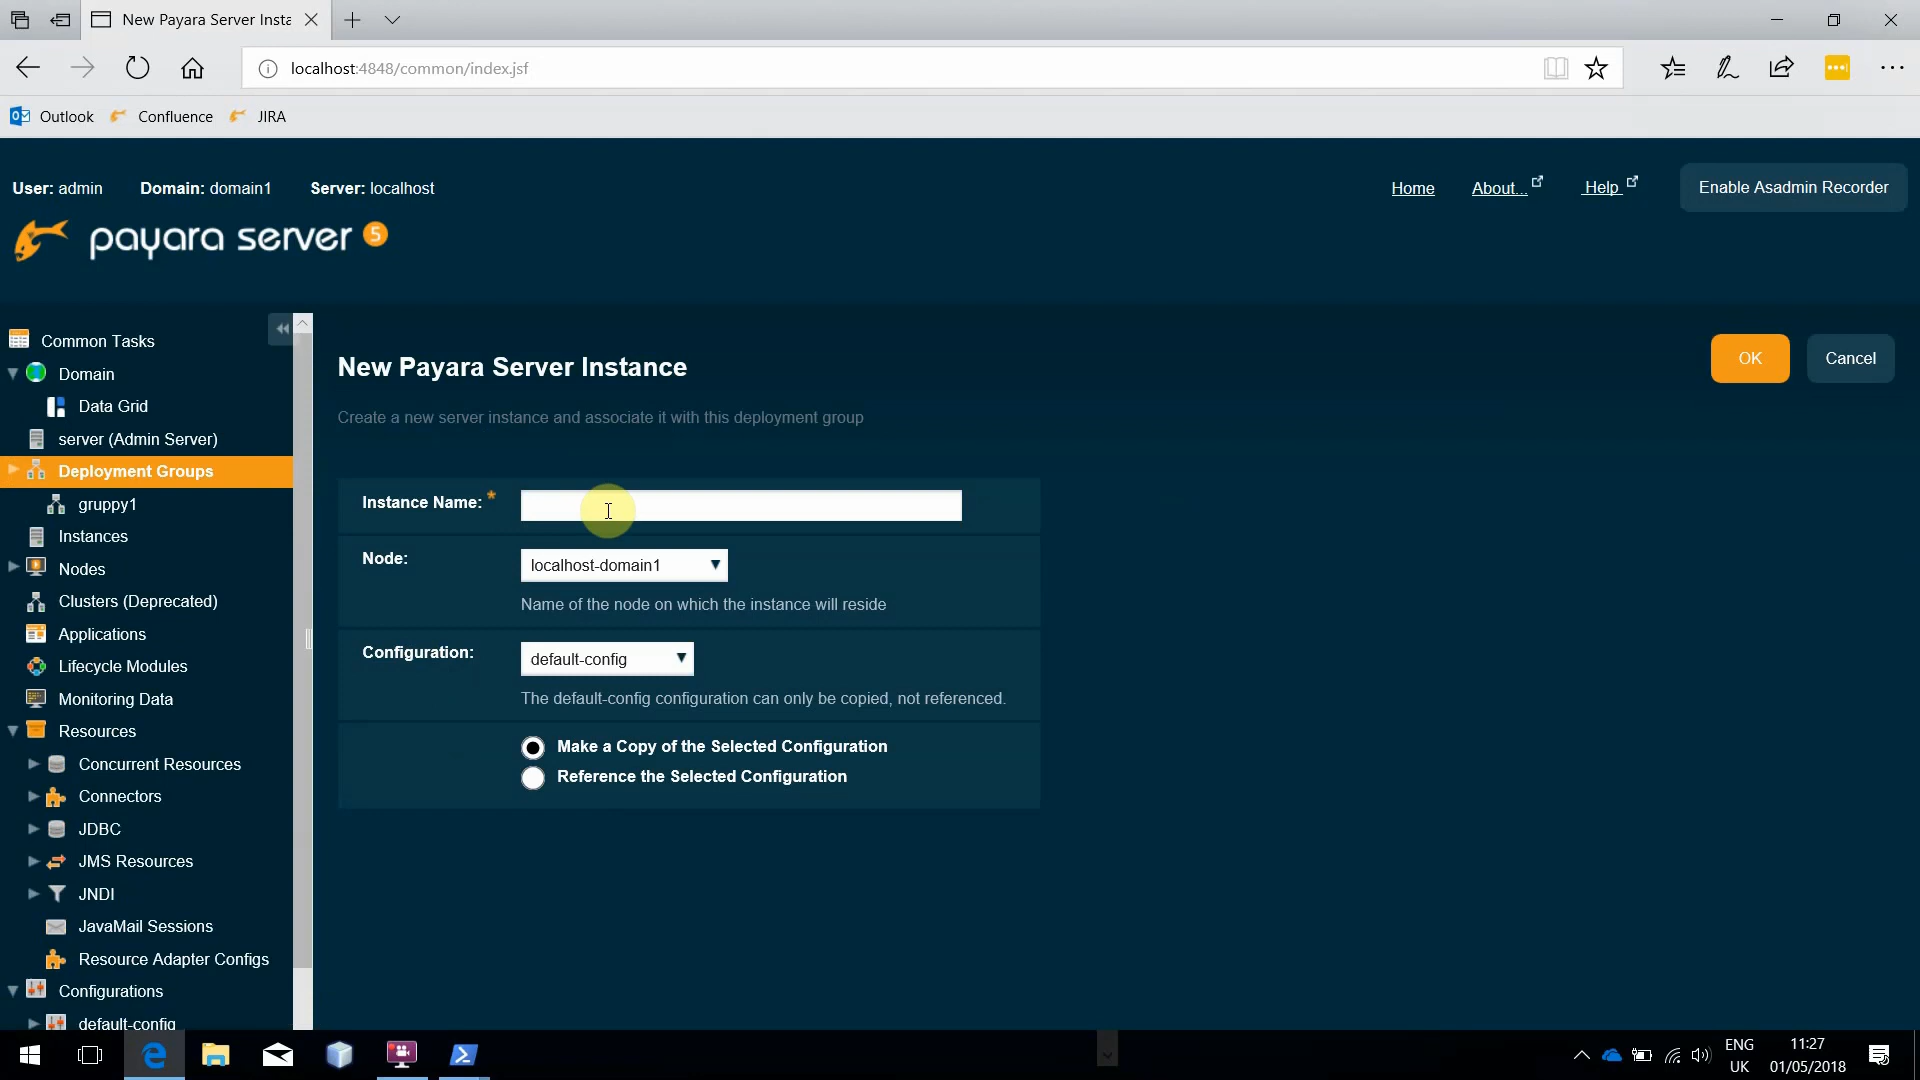 New Payara Server Insta
localhost:4848/common/index.jsf
Outlook Confluence JIRA
User: admin Domain: domain1 Server: localhost
Home About... Help Enable Asadmin Recorder
payara server 5
Common Tasks
Domain
Data Grid
server (Admin Server)
Deployment Groups
gruppy1
Instances
Nodes
Clusters (Deprecated)
Applications
Lifecycle Modules
Monitoring Data
Resources
Concurrent Resources
Connectors
JDBC
JMS Resources
JNDI
JavaMail Sessions
Resource Adapter Configs
Configurations
default-config
New Payara Server Instance
OK Cancel
Create a new server instance and associate it with this deployment group
Instance Name: *
Node: localhost-domain1
Name of the node on which the instance will reside
Configuration: default-config
The default-config configuration can only be copied, not referenced.
Make a Copy of the Selected Configuration
Reference the Selected Configuration
ENG 11:27
UK 01/05/2018